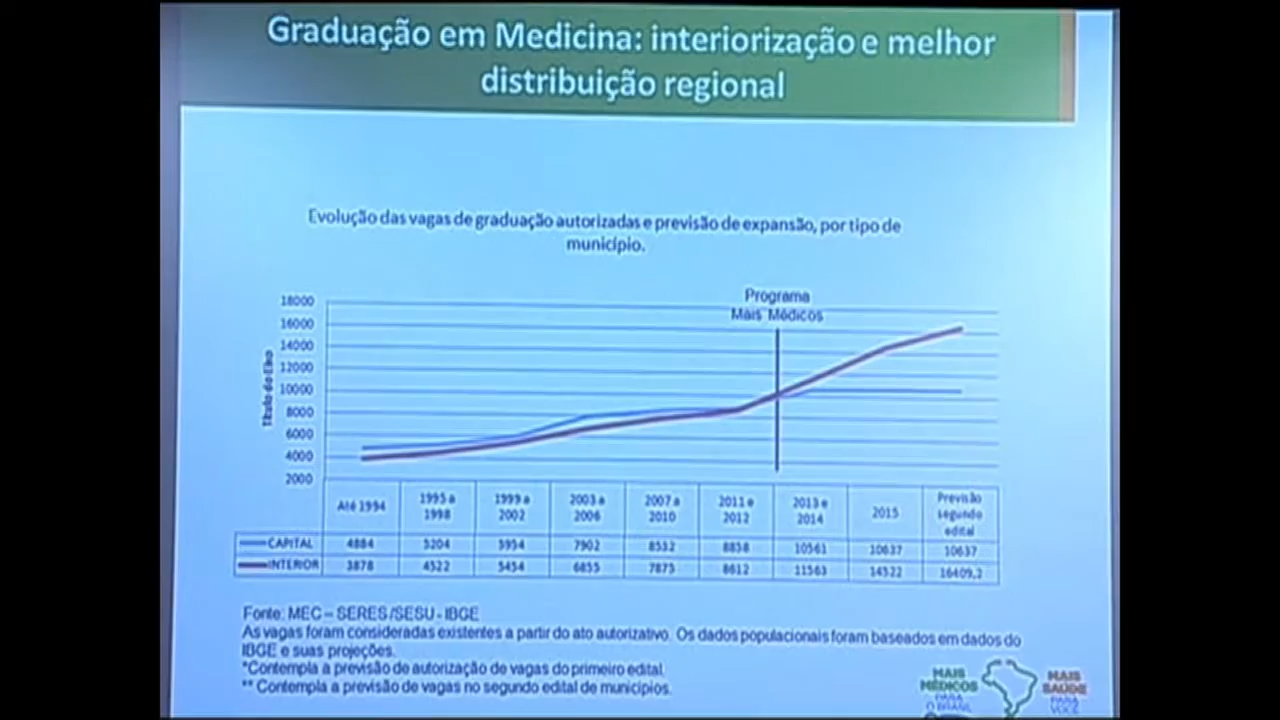 Graduação em Medicina: interiorização e melhor
distribuição regional
Evolução das vagas de graduação autorizadas e previsão de expansão, por tipo de
município.
Programa
Mais Médicos
18000
16000
14000
12000
10000
8000
6000
4000
2000
Título do Eixo
Até 1994
1995 a
1998
1999 a
2002
2003 a
2006
2007 a
2010
2011 e
2012
2013 e
2014
2015
Previsão
segundo
edital
CAPITAL 4884 5204 5954 7902 8532 8858 10561 10637 10637
INTERIOR 3878 4522 5454 6855 7875 8612 11563 14522 16409,2
Fonte: MEC – SERES/SESU - IBGE
As vagas foram consideradas existentes a partir do ato autorizativo. Os dados populacionais foram baseados em dados do
IBGE e suas projeções.
*Contempla a previsão de autorização de vagas do primeiro edital.
** Contempla a previsão de vagas no segundo edital de municípios.
MAIS
MÉDICOS
PARA
O BRASIL
MAIS
SAÚDE
PARA
VOCÊ